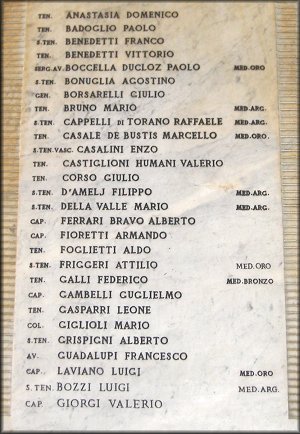 TEN. ANASTASIA DOMENICO
TEN. BADOGLIO PAOLO
S.TEN. BENEDETTI FRANCO
TEN. BENEDETTI VITTORIO
SERG.AV. BOCCELLA DUCLOZ PAOLO MED.ORO
S.TEN. BONUGLIA AGOSTINO
GEN. BORSARELLI GIULIO
TEN. BRUNO MARIO MED.ARG.
S.TEN. CAPPELLI DI TORANO RAFFAELE MED.ARG.
TEN. CASALE DE BUSTIS MARCELLO MED.ORO.
S.TEN.VASC. CASALINI ENZO
TEN. CASTIGLIONI HUMANI VALERIO
TEN. CORSO GIULIO
S.TEN. D'AMELJ FILIPPO MED.ARG.
S.TEN. DELLA VALLE MARIO MED.ARG.
CAP. FERRARI BRAVO ALBERTO
CAP. FIORETTI ARMANDO
TEN. FOGLIETTI ALDO
S.TEN. FRIGGERI ATTILIO MED.ORO
TEN. GALLI FEDERICO MED.BRONZO
CAP. GAMBELLI GUGLIELMO
TEN. GASPARRI LEONE
COL. GIGLIOLI MARIO
S.TEN. GRISPIGNI ALBERTO
AV. GUADALUPI FRANCESCO
CAP. LAVIANO LUIGI MED.ORO
S.TEN. BOZZI LUIGI MED.ARG.
CAP. GIORGI VALERIO